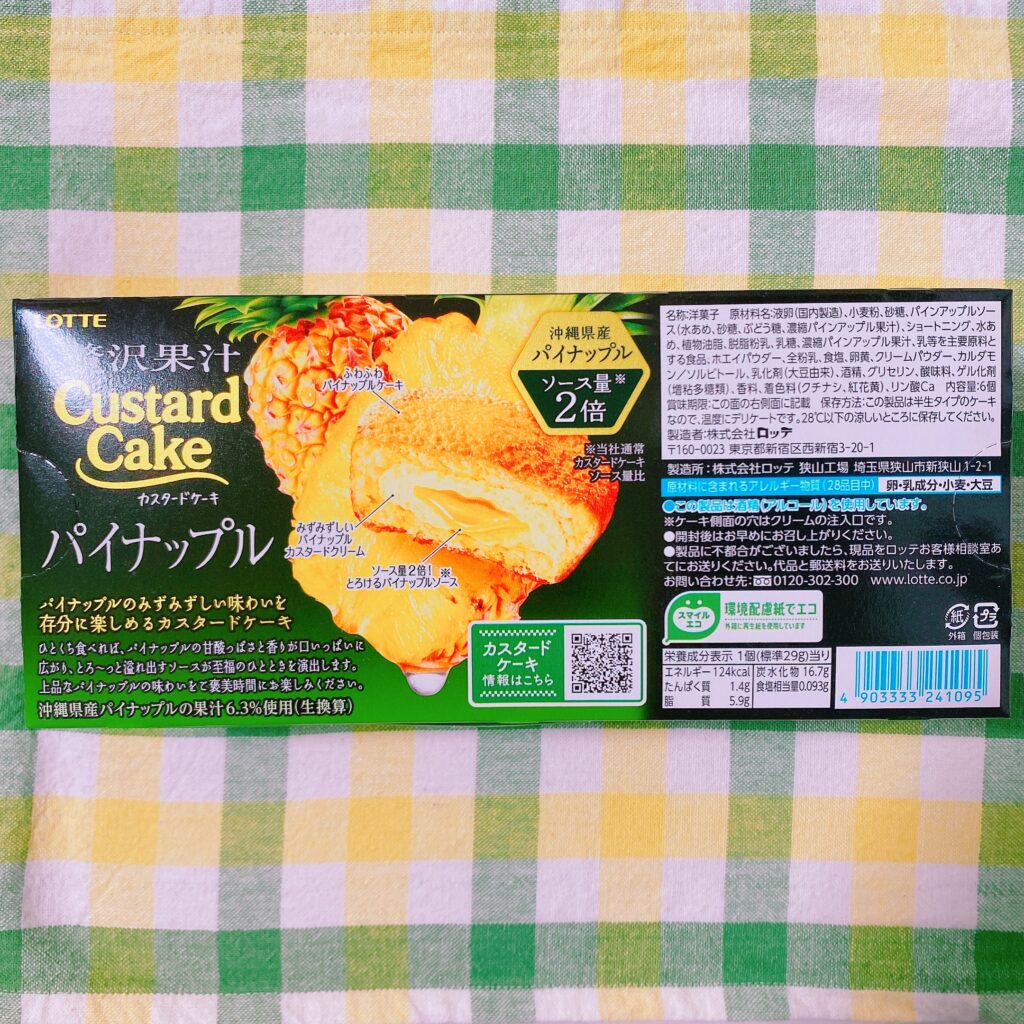 LOTTE
贅沢果汁
Custard
Cake
カスタードケーキ
パイナップル
パイナップルのみずみずしい味わいを
存分に楽しめるカスタードケーキ
ひとくち食べれば、パイナップルの甘酸っぱさと香りが口いっぱいに
広がり、とろ〜っと溢れ出すソースが至福のひとときを演出します。
上品なパイナップルの味わいをご褒美時間にお楽しみください。
沖縄県産パイナップルの果汁6.3%使用(生換算)
ふわふわ
パイナップルケーキ
みずみずしい
パイナップル
カスタードクリーム
ソース量2倍!※
とろけるパイナップルソース
沖縄県産
パイナップル
ソース量※
2倍
※当社通常
カスタードケーキ
ソース量比
カスタード
ケーキ
情報はこちら
名称:洋菓子 原材料名:液卵(国内製造)、小麦粉、砂糖、パインアップルソー
ス(水あめ、砂糖、ぶどう糖、濃縮パインアップル果汁)、ショートニング、水あ
め、植物油脂、脱脂粉乳、乳糖、濃縮パインアップル果汁、乳等を主要原料と
する食品、ホエイパウダー、全粉乳、食塩、卵黄、クリームパウダー、カルダモ
ン/ソルビトール、乳化剤(大豆由来)、酒精、グリセリン、酸味料、ゲル化剤
(増粘多糖類)、香料、着色料(クチナシ、紅花黄)、リン酸Ca 内容量:6個
賞味期限:この面の右側面に記載 保存方法:この製品は半生タイプのケーキ
なので、温度にデリケートです。28℃以下の涼しいところに保存してください。
製造者:株式会社ロッテ
〒160-0023 東京都新宿区西新宿3-20-1
製造所:株式会社ロッテ 狭山工場 埼玉県狭山市新狭山1-2-1
原材料に含まれるアレルギー物質(28品目中) 卵・乳成分・小麦・大豆
●この製品は酒精(アルコール)を使用しています。
※ケーキ側面の穴はクリームの注入口です。
●開封後はお早めにお召し上がりください。
●製品に不都合がございましたら、現品をロッテお客様相談室あ
てにお送りください。代品と郵送料をお送りいたします。
お問い合わせ先:0120-302-300 www.lotte.co.jp
スマイル
エコ
環境配慮紙でエコ
外箱に再生紙を使用しています
紙
外箱
プラ
個包装
栄養成分表示 1個(標準29g)当り
エネルギー 124kcal 炭水化物 16.7g
たんぱく質 1.4g 食塩相当量 0.093g
脂質 5.9g
4 903333 241095